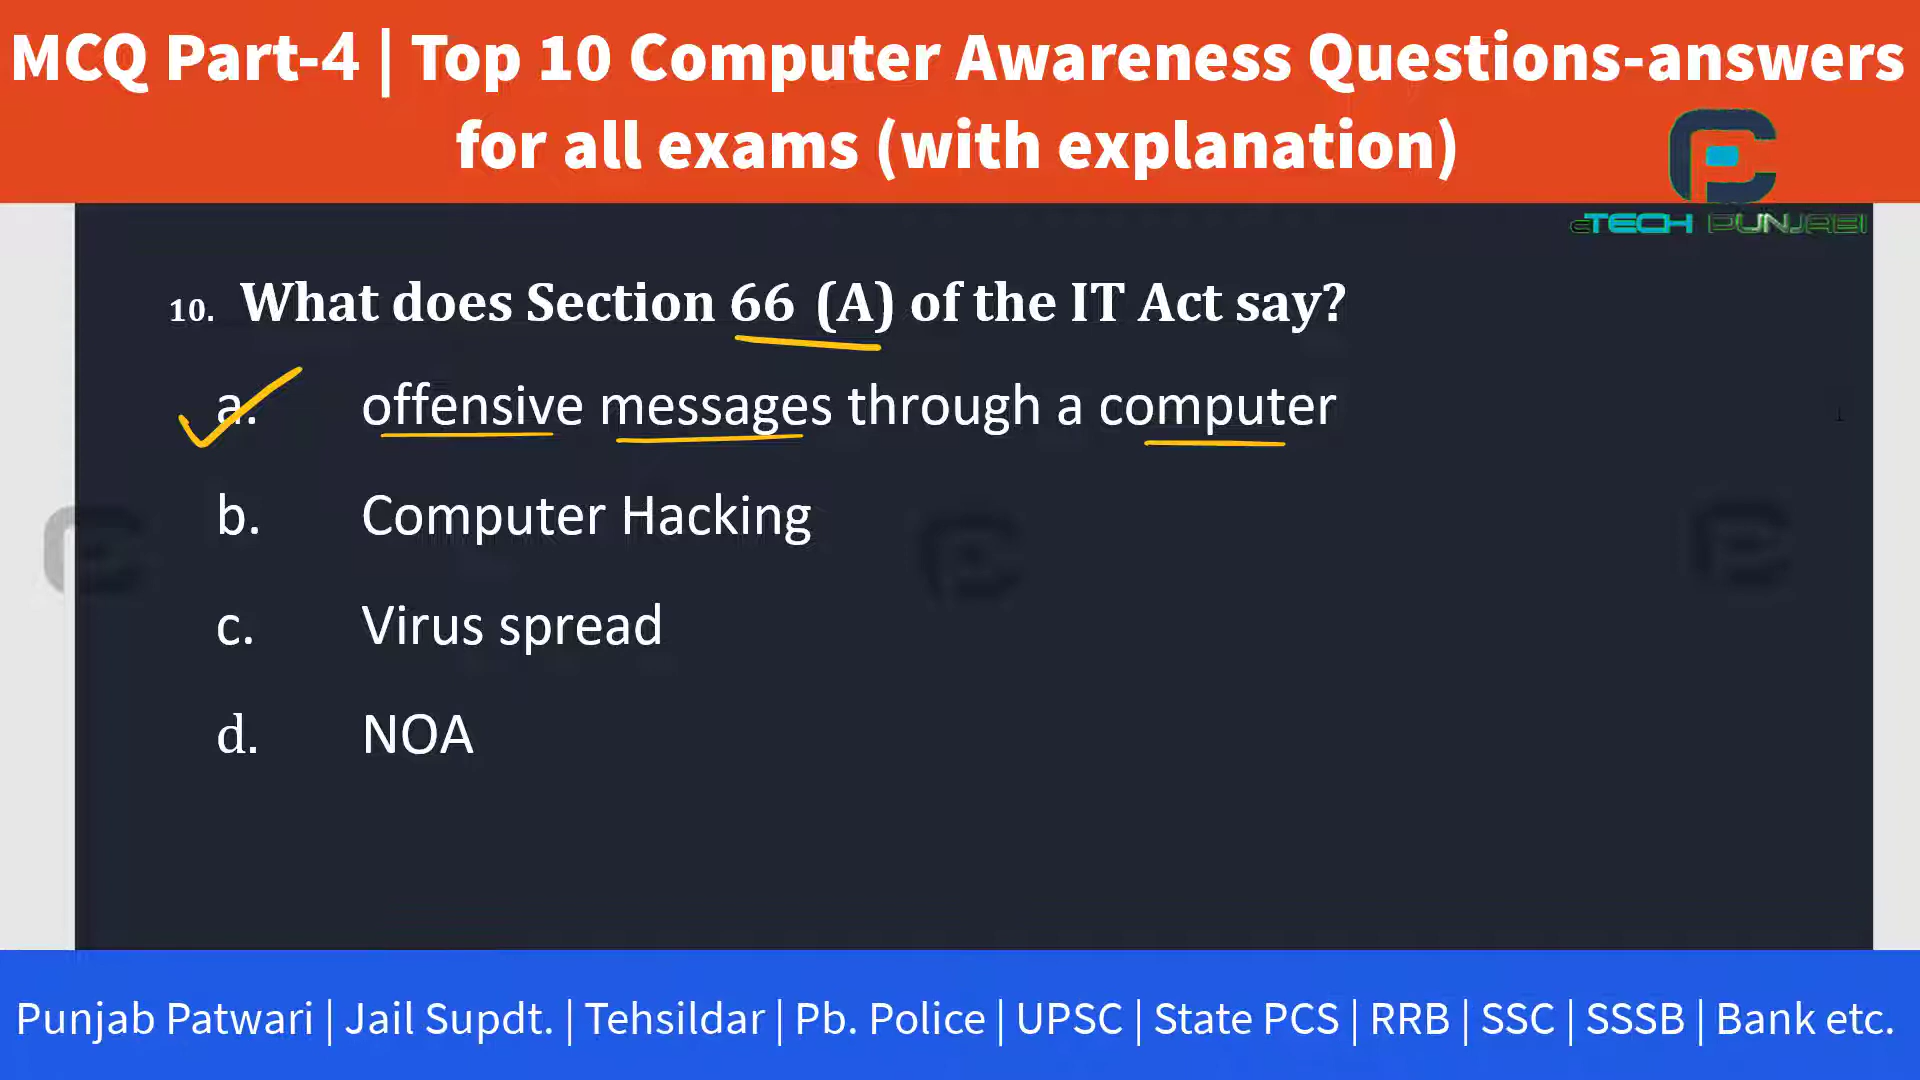 MCQ Part-4 | Top 10 Computer Awareness Questions-answers
for all exams (with explanation)
eTECH PUNJABI
10. What does Section 66 (A) of the IT Act say?
a. offensive messages through a computer
b. Computer Hacking
c. Virus spread
d. NOA
Punjab Patwari | Jail Supdt. | Tehsildar | Pb. Police | UPSC | State PCS | RRB | SSC | SSSB | Bank etc.